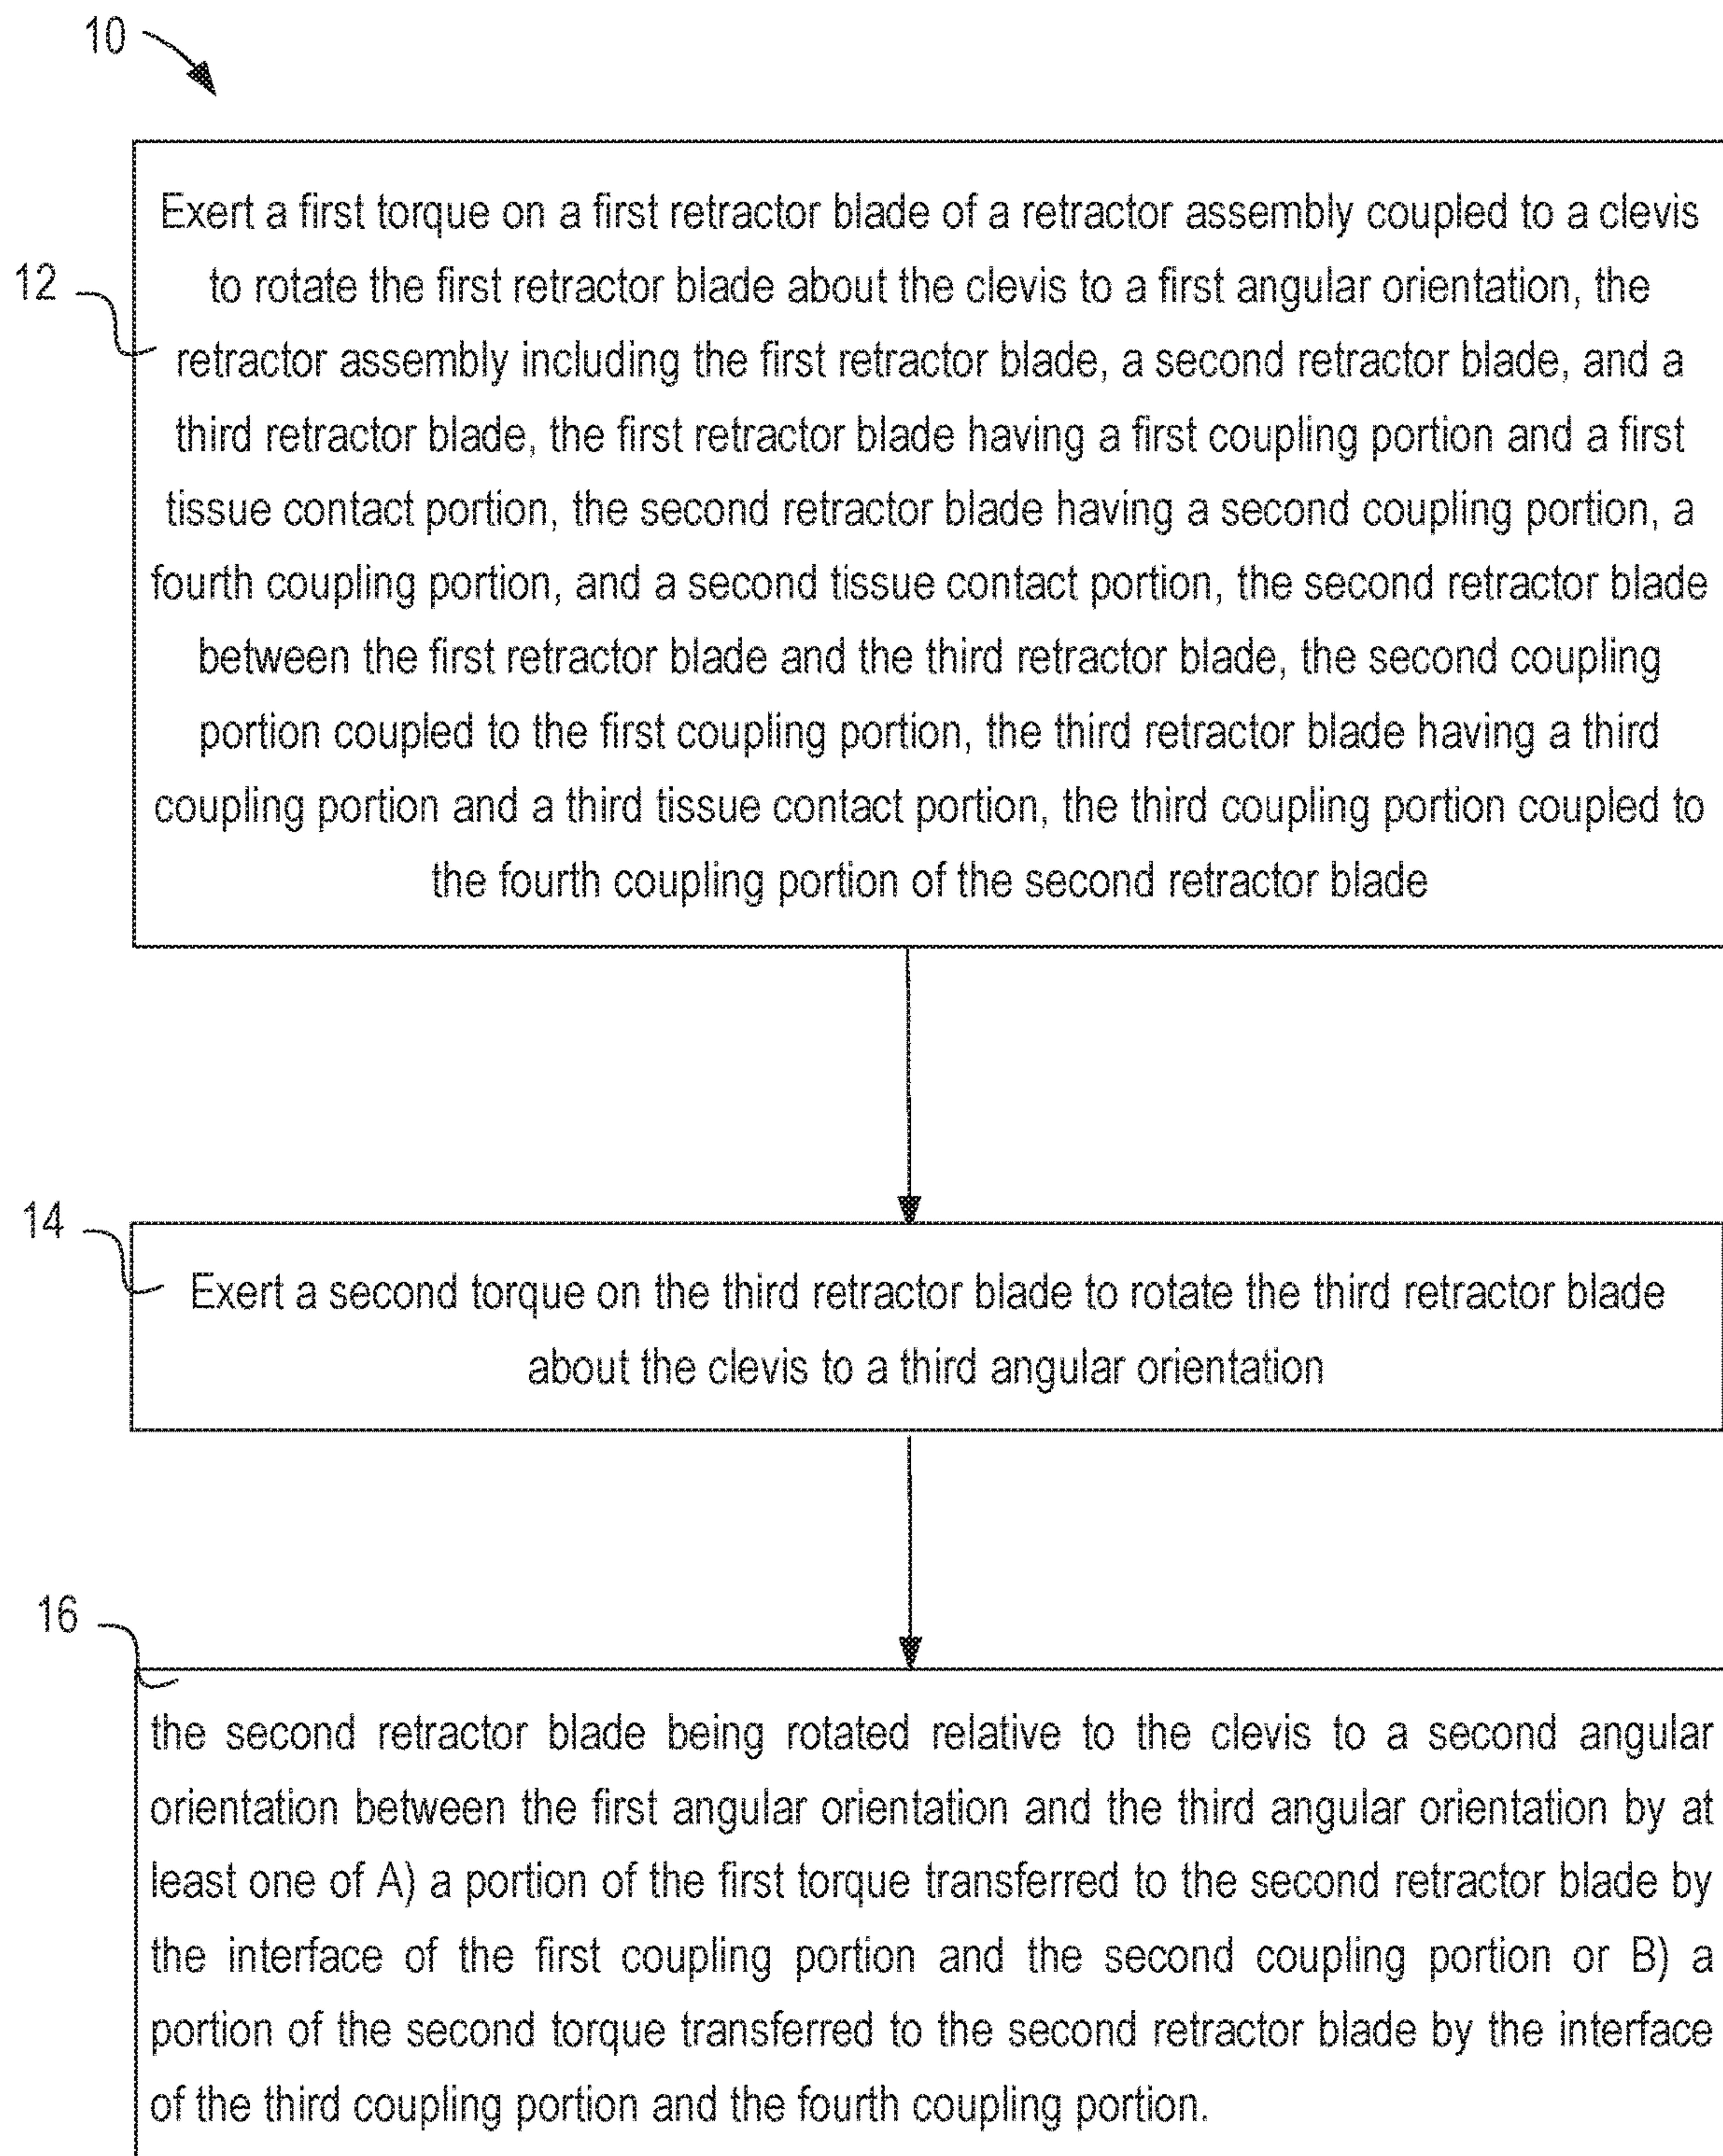 10
12
Exert a first torque on a first retractor blade of a retractor assembly coupled to a clevis
to rotate the first retractor blade about the clevis to a first angular orientation, the
retractor assembly including the first retractor blade, a second retractor blade, and a
third retractor blade, the first retractor blade having a first coupling portion and a first
tissue contact portion, the second retractor blade having a second coupling portion, a
fourth coupling portion, and a second tissue contact portion, the second retractor blade
between the first retractor blade and the third retractor blade, the second coupling
portion coupled to the first coupling portion, the third retractor blade having a third
coupling portion and a third tissue contact portion, the third coupling portion coupled to
the fourth coupling portion of the second retractor blade
14
Exert a second torque on the third retractor blade to rotate the third retractor blade
about the clevis to a third angular orientation
16
the second retractor blade being rotated relative to the clevis to a second angular
orientation between the first angular orientation and the third angular orientation by at
least one of A) a portion of the first torque transferred to the second retractor blade by
the interface of the first coupling portion and the second coupling portion or B) a
portion of the second torque transferred to the second retractor blade by the interface
of the third coupling portion and the fourth coupling portion.